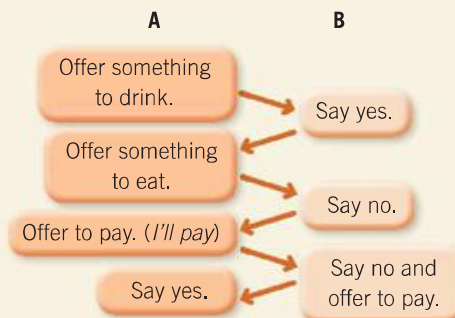 A
B
Offer something
to drink.
Say yes.
Offer something
to eat.
Say no.
Offer to pay. (I'll pay)
Say no and
offer to pay.
Say yes.